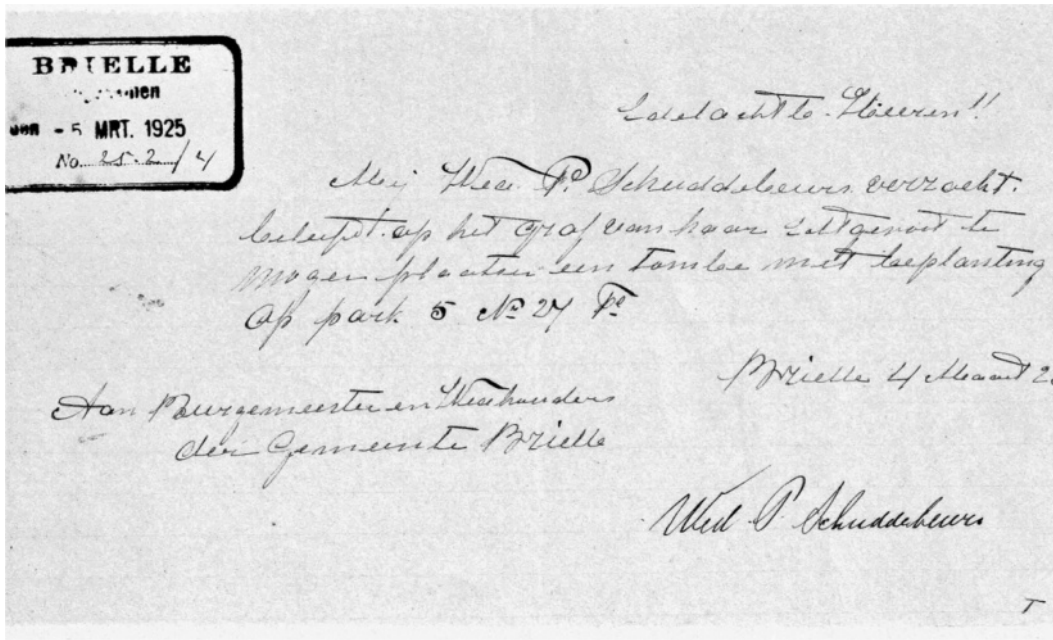 BRIELLE
- 5 MRT. 1925
No. 25.2/4
Edelachtb. Heeren!!
Mej Wed. P. Schuddebeurs verzocht.
beleefd op het graf van haar Echtgenoot te
mogen plaatsen een tombe met beplanting
Op park 5 No 27
Brielle 4 Maart
Aan Burgemeester en Wethouders
der Gemeente Brielle
Wed P Schuddebeurs